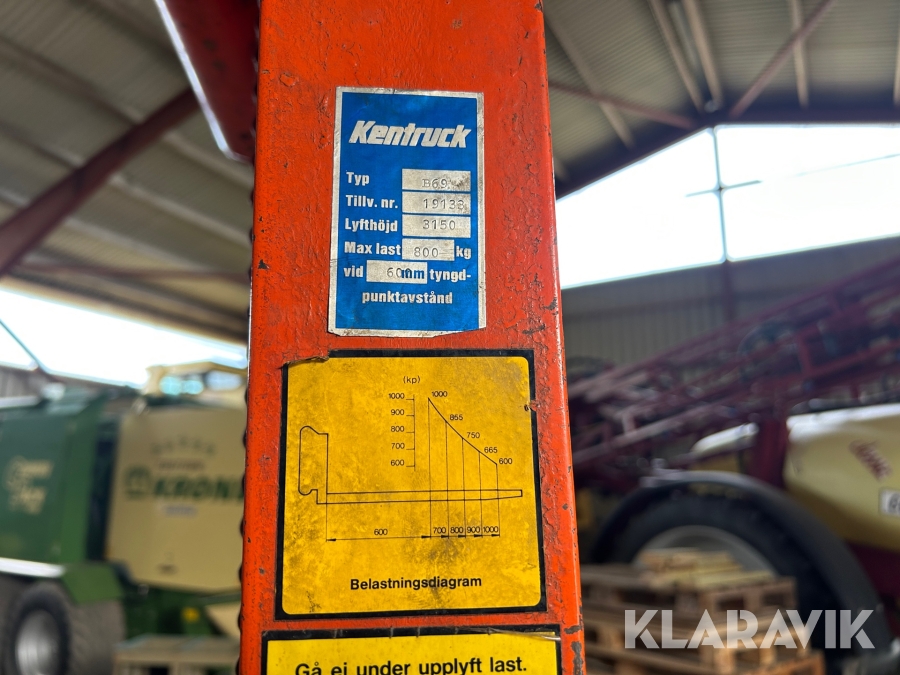 Kentruck
Typ H69
Tillv. nr. 19133
Lyfthöjd 3150
Max last 800 kg
vid 600 mm tyngd-
punktavstånd
(kp)
1000 1000
900 855
800 750
700 665
600 600
600 700 800 900 1000
Belastningsdiagram
Gå ej under upplyft last.
KRONE
KLARAVIK